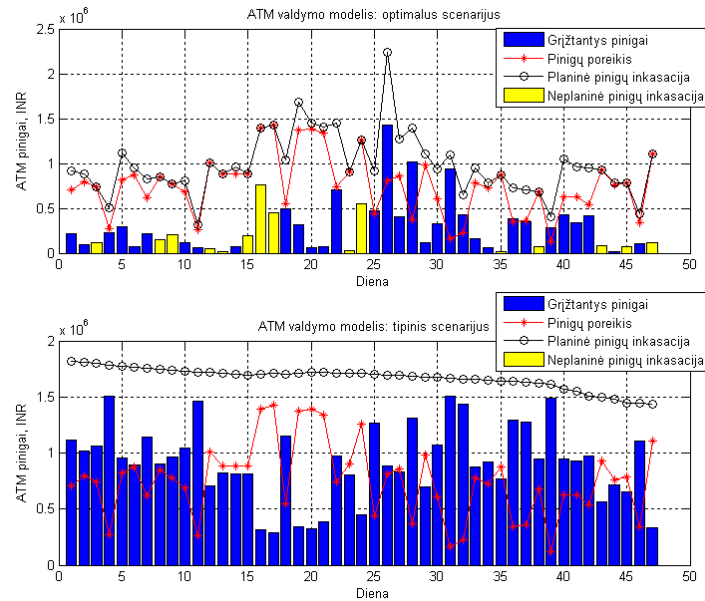 ATM valdymo modelis: optimalus scenarijus
x 10^6
2.5
2
1.5
1
0.5
0
ATM pinigai, INR
0 5 10 15 20 25 30 35 40 45 50
Diena
Grįžtantys pinigai
Pinigų poreikis
Planinė pinigų inkasacija
Neplaninė pinigų inkasacija
ATM valdymo modelis: tipinis scenarijus
x 10^6
2
1.5
1
0.5
0
ATM pinigai, INR
0 5 10 15 20 25 30 35 40 45 50
Diena
Grįžtantys pinigai
Pinigų poreikis
Planinė pinigų inkasacija
Neplaninė pinigų inkasacija